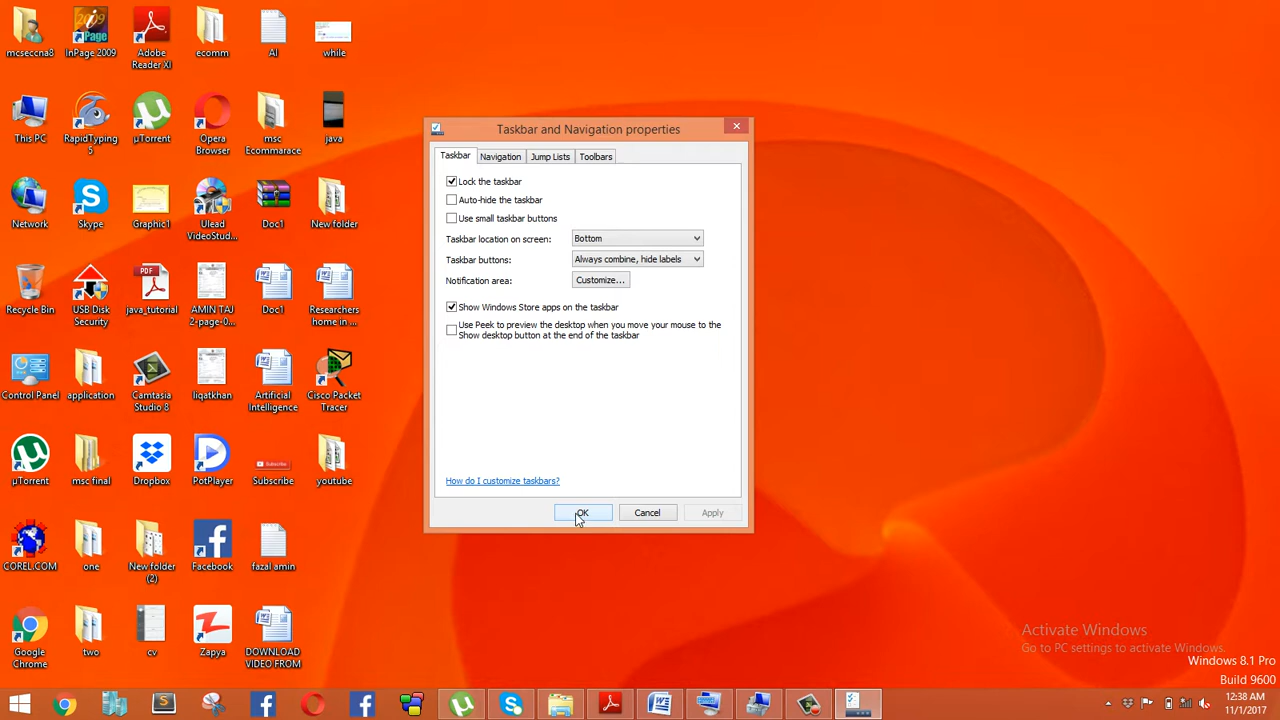 mcseccna8
InPage 2009
Adobe
Reader XI
ecomm
AI
while
This PC
RapidTyping
5
µTorrent
Opera
Browser
msc
Ecommarace
java
Network
Skype
Graphic1
Ulead
VideoStud...
Doc1
New folder
Recycle Bin
USB Disk
Security
java_tutorial
AMIN TAJ
2-page-0...
Doc1
Researchers
home in ...
Control Panel
application
Camtasia
Studio 8
liqatkhan
Artificial
Intelligence
Cisco Packet
Tracer
µTorrent
msc final
Dropbox
PotPlayer
Subscribe
youtube
COREL.COM
one
New folder
(2)
Facebook
fazal amin
Google
Chrome
two
cv
Zapya
DOWNLOAD
VIDEO FROM
Taskbar and Navigation properties
Taskbar
Navigation
Jump Lists
Toolbars
Lock the taskbar
Auto-hide the taskbar
Use small taskbar buttons
Taskbar location on screen:
Bottom
Taskbar buttons:
Always combine, hide labels
Notification area:
Customize...
Show Windows Store apps on the taskbar
Use Peek to preview the desktop when you move your mouse to the
Show desktop button at the end of the taskbar
How do I customize taskbars?
OK
Cancel
Apply
Activate Windows
Go to PC settings to activate Windows.
Windows 8.1 Pro
Build 9600
12:38 AM
11/1/2017